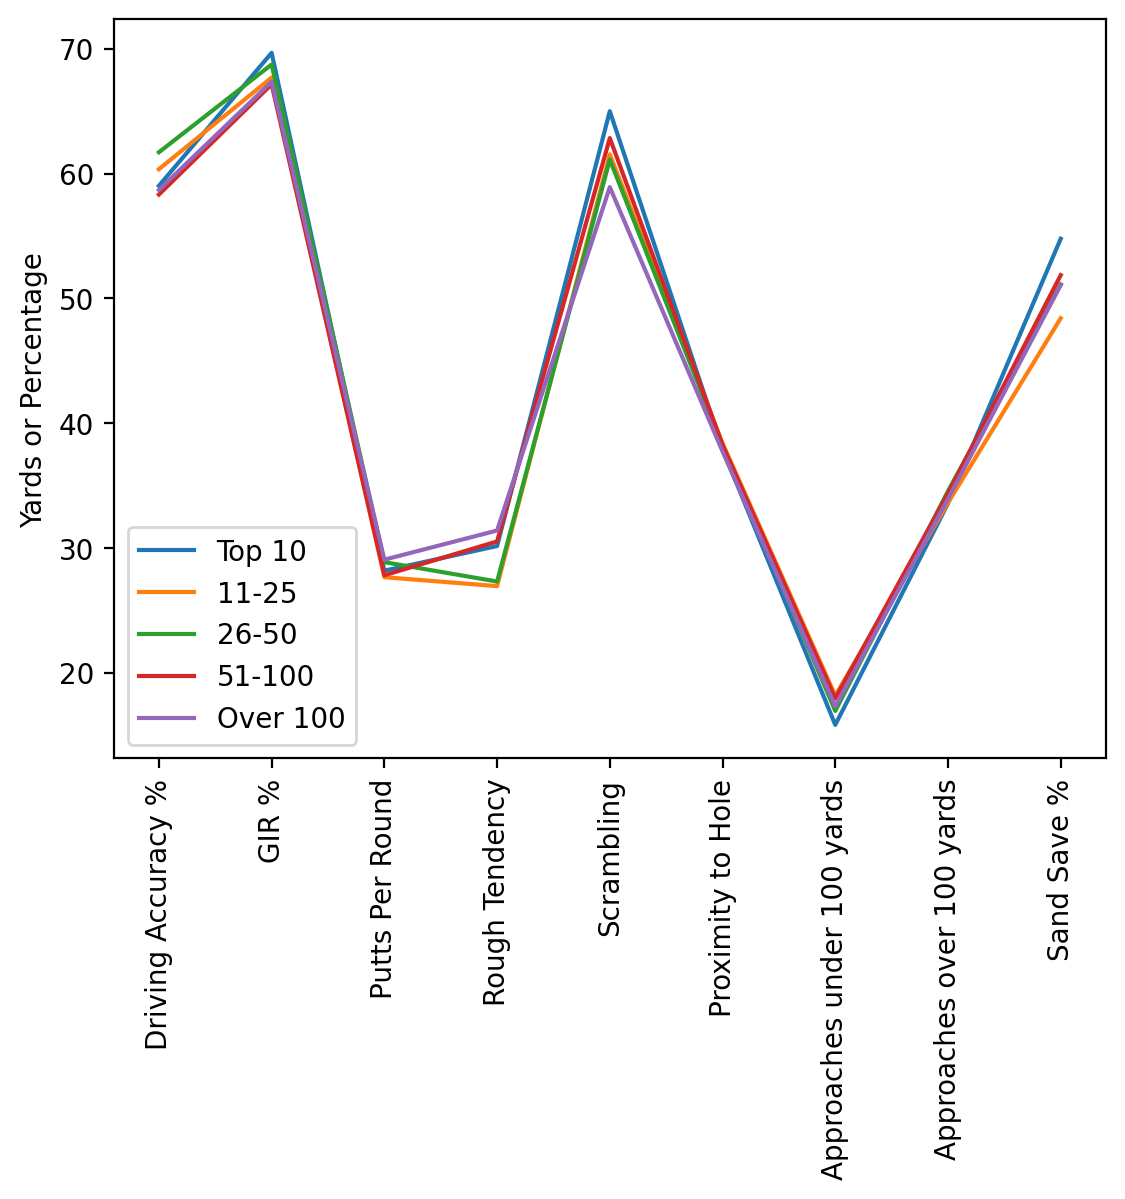 70
60
50
40
30
20
Yards or Percentage
Top 10
11-25
26-50
51-100
Over 100
Driving Accuracy %
GIR %
Putts Per Round
Rough Tendency
Scrambling
Proximity to Hole
Approaches under 100 yards
Approaches over 100 yards
Sand Save %